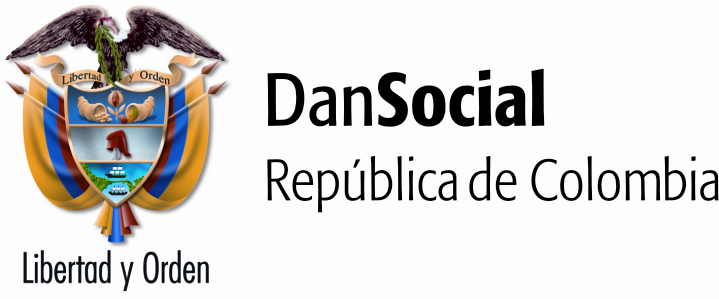 Libertad y Orden
DanSocial
República de Colombia
Libertad y Orden